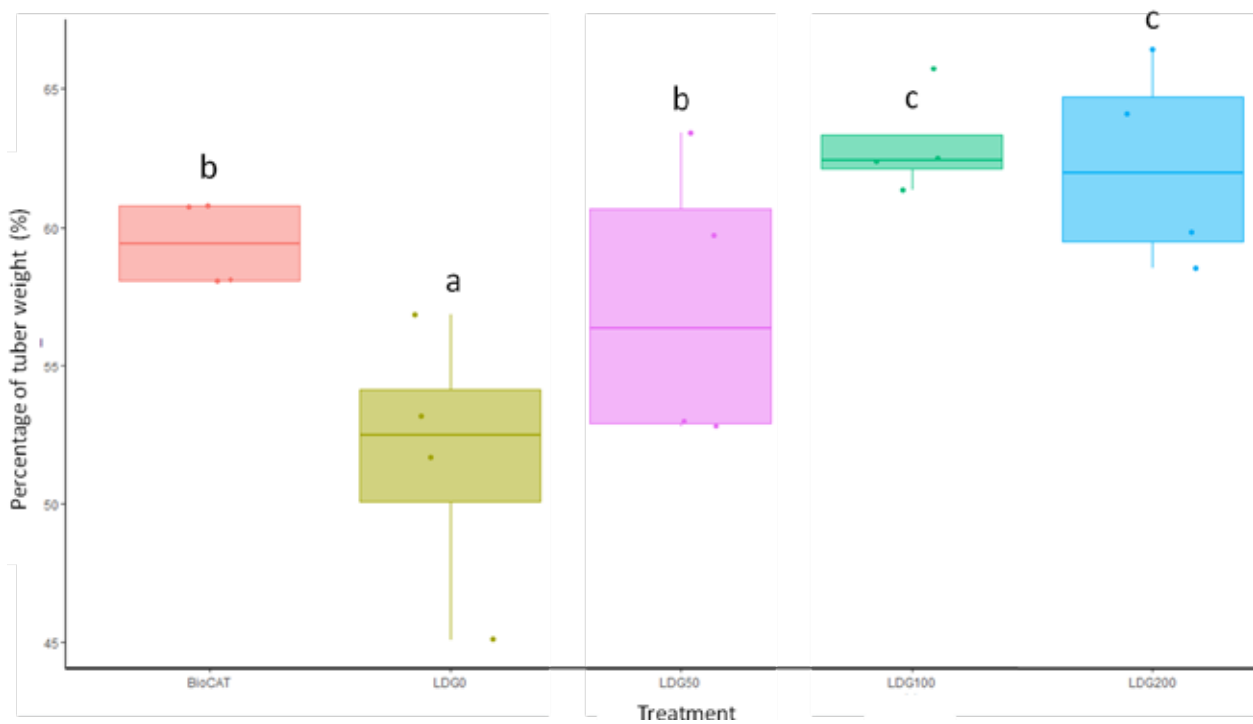 c
65
b
c
b
60
a
Percentage of tuber weight (%)
55
50
45
BioCAT
LDG0
LDG50
LDG100
LDG200
Treatment